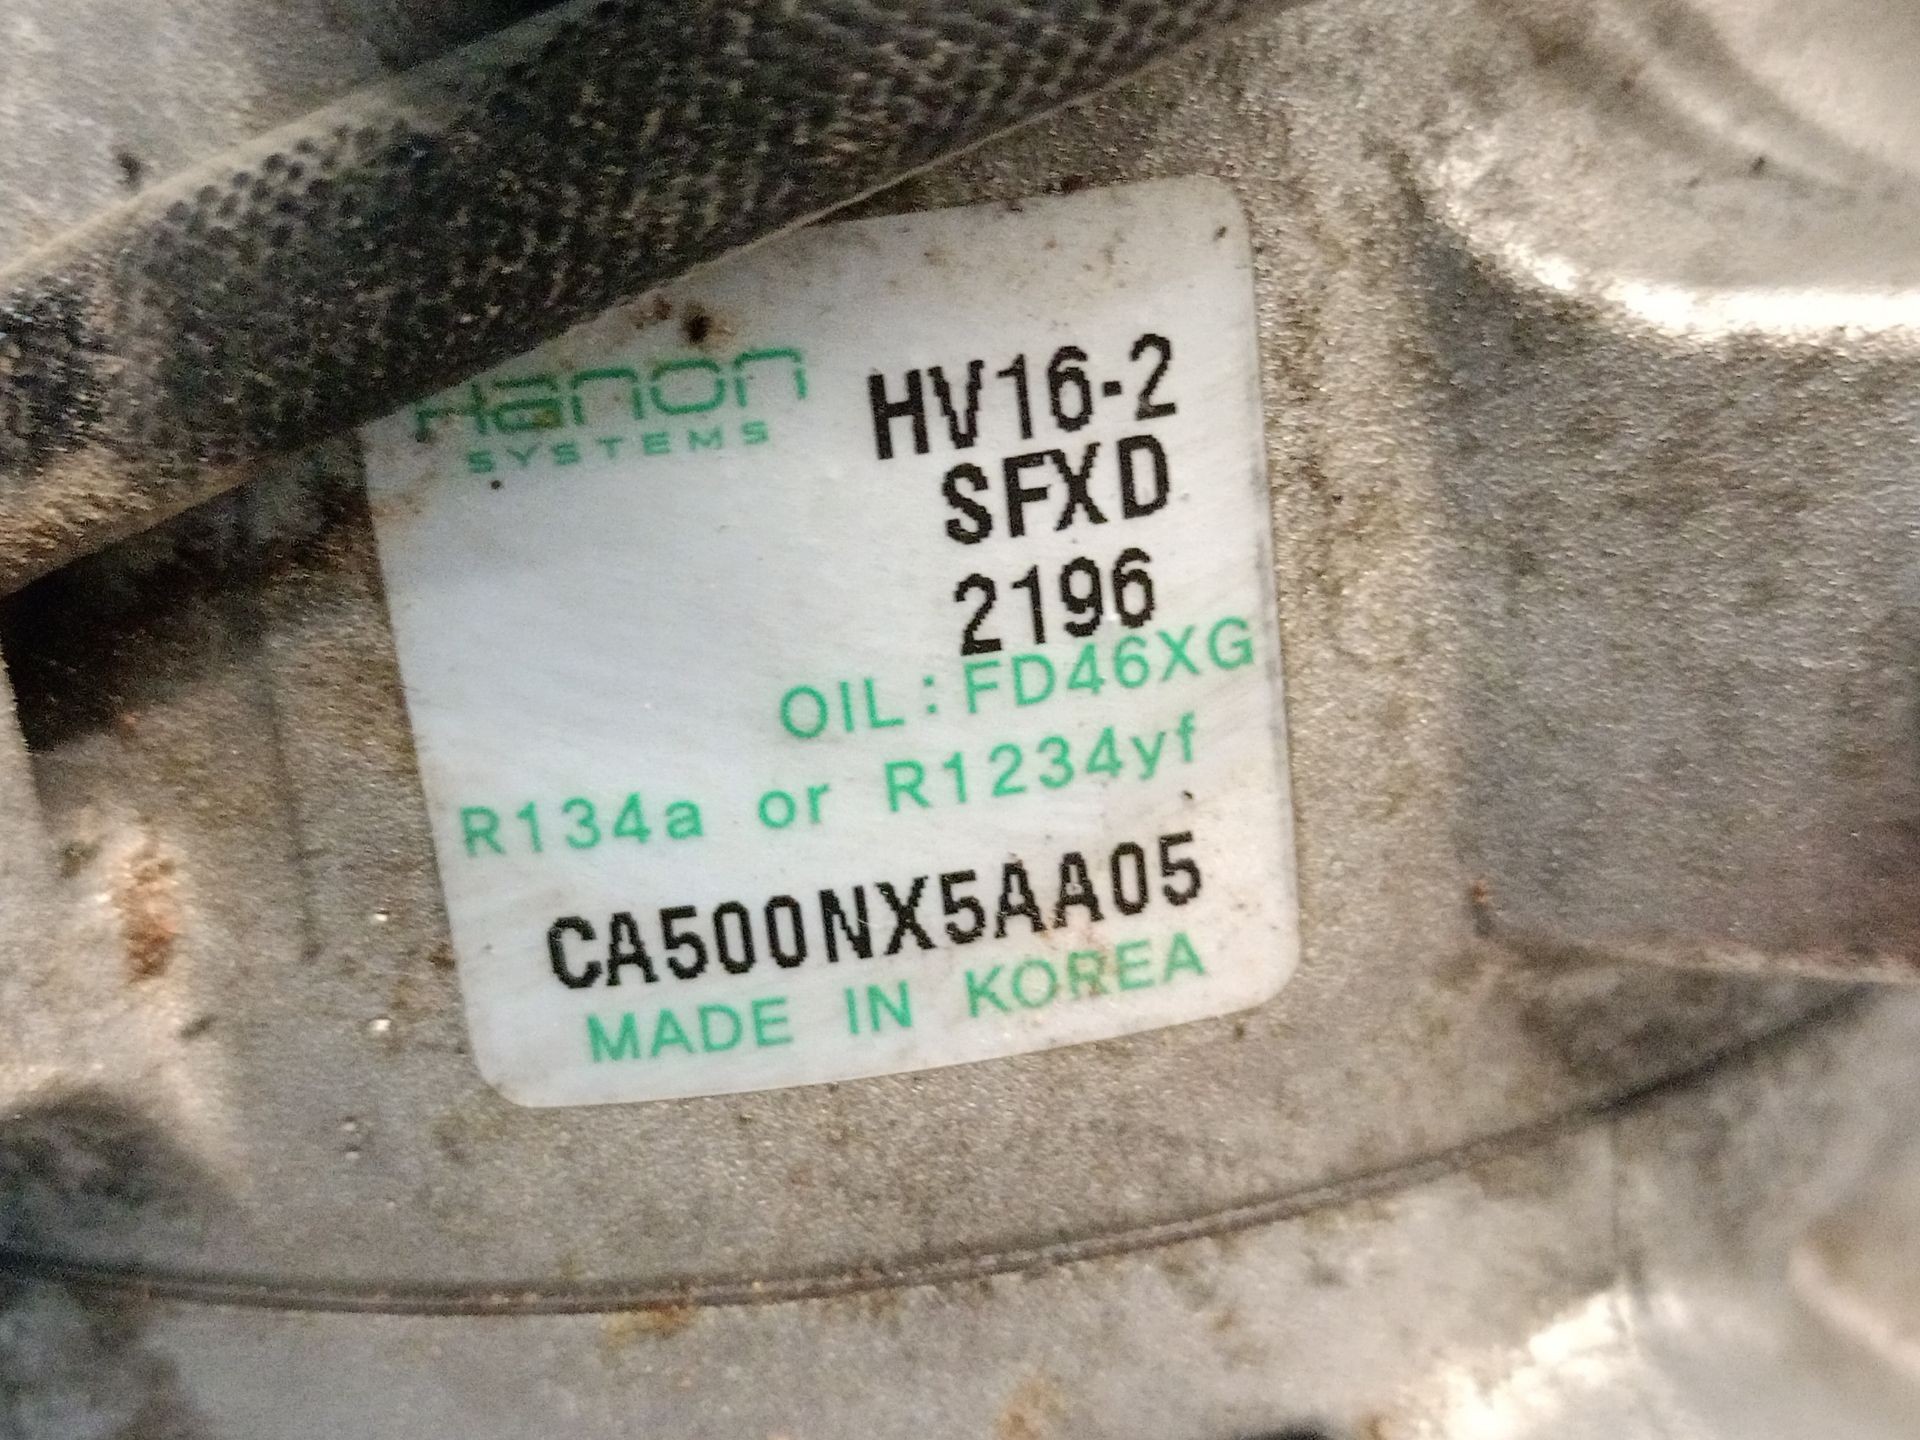 Hanon
SYSTEMS
HV16-2
SFXD
2196
OIL: FD46XG
R134a or R1234yf
CA500NX5AA05
MADE IN KOREA